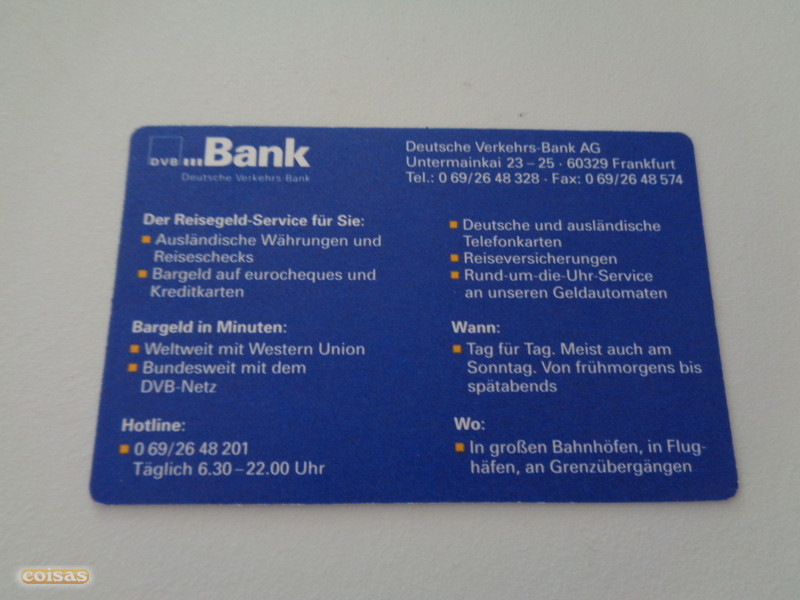 DVB ...Bank
Deutsche Verkehrs-Bank
Deutsche Verkehrs-Bank AG
Untermainkai 23 – 25 · 60329 Frankfurt
Tel.: 0 69/26 48 328 · Fax: 0 69/26 48 574
Der Reisegeld-Service für Sie:
Ausländische Währungen und
Reiseschecks
Bargeld auf eurocheques und
Kreditkarten
Deutsche und ausländische
Telefonkarten
Reiseversicherungen
Rund-um-die-Uhr-Service
an unseren Geldautomaten
Bargeld in Minuten:
Weltweit mit Western Union
Bundesweit mit dem
DVB-Netz
Wann:
Tag für Tag. Meist auch am
Sonntag. Von frühmorgens bis
spätabends
Hotline:
0 69/26 48 201
Täglich 6.30 – 22.00 Uhr
Wo:
In großen Bahnhöfen, in Flug-
häfen, an Grenzübergängen
coisas